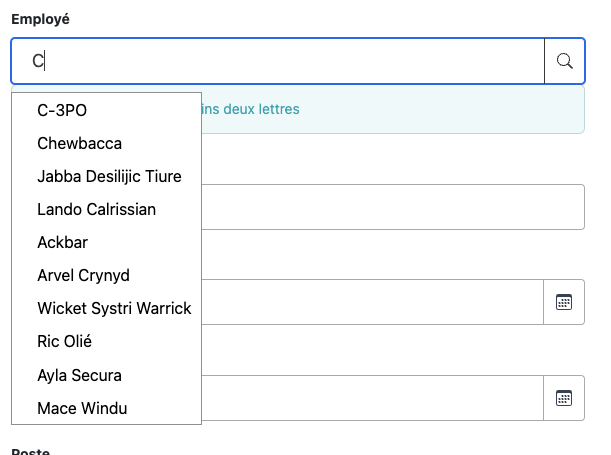 Employé
C
ins deux lettres
C-3PO
Chewbacca
Jabba Desilijic Tiure
Lando Calrissian
Ackbar
Arvel Crynyd
Wicket Systri Warrick
Ric Olié
Ayla Secura
Mace Windu
Poste